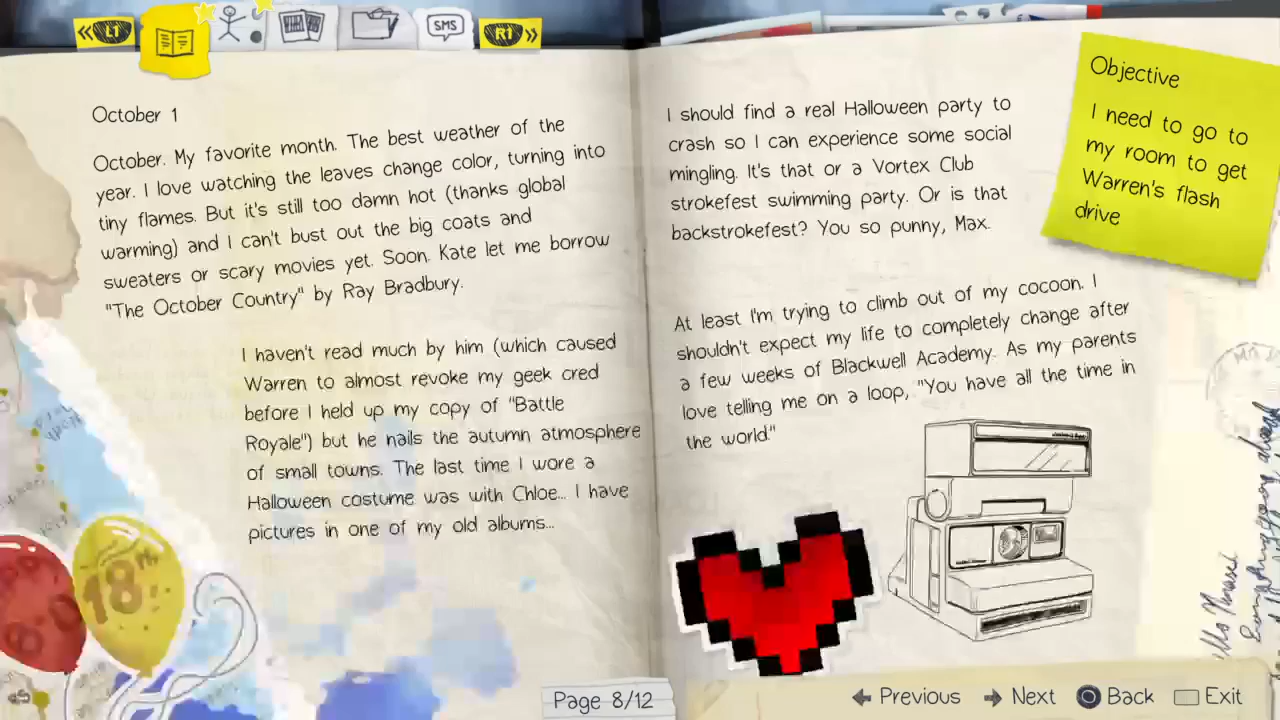 L1
SMS
R1
October 1
October. My favorite month. The best weather of the
year. I love watching the leaves change color, turning into
tiny flames. But it's still too damn hot (thanks global
warming) and I can't bust out the big coats and
sweaters or scary movies yet. Soon. Kate let me borrow
"The October Country" by Ray Bradbury.
I haven't read much by him (which caused
Warren to almost revoke my geek cred
before I held up my copy of "Battle
Royale") but he nails the autumn atmosphere
of small towns. The last time I wore a
Halloween costume was with Chloe... I have
pictures in one of my old albums...
18th
I should find a real Halloween party to
crash so I can experience some social
mingling. It's that or a Vortex Club
strokefest swimming party. Or is that
backstrokefest? You so punny, Max.
At least I'm trying to climb out of my cocoon. I
shouldn't expect my life to completely change after
a few weeks of Blackwell Academy. As my parents
love telling me on a loop, "You have all the time in
the world."
Objective
I need to go to
my room to get
Warren's flash
drive
Page 8/12
Previous
Next
Back
Exit